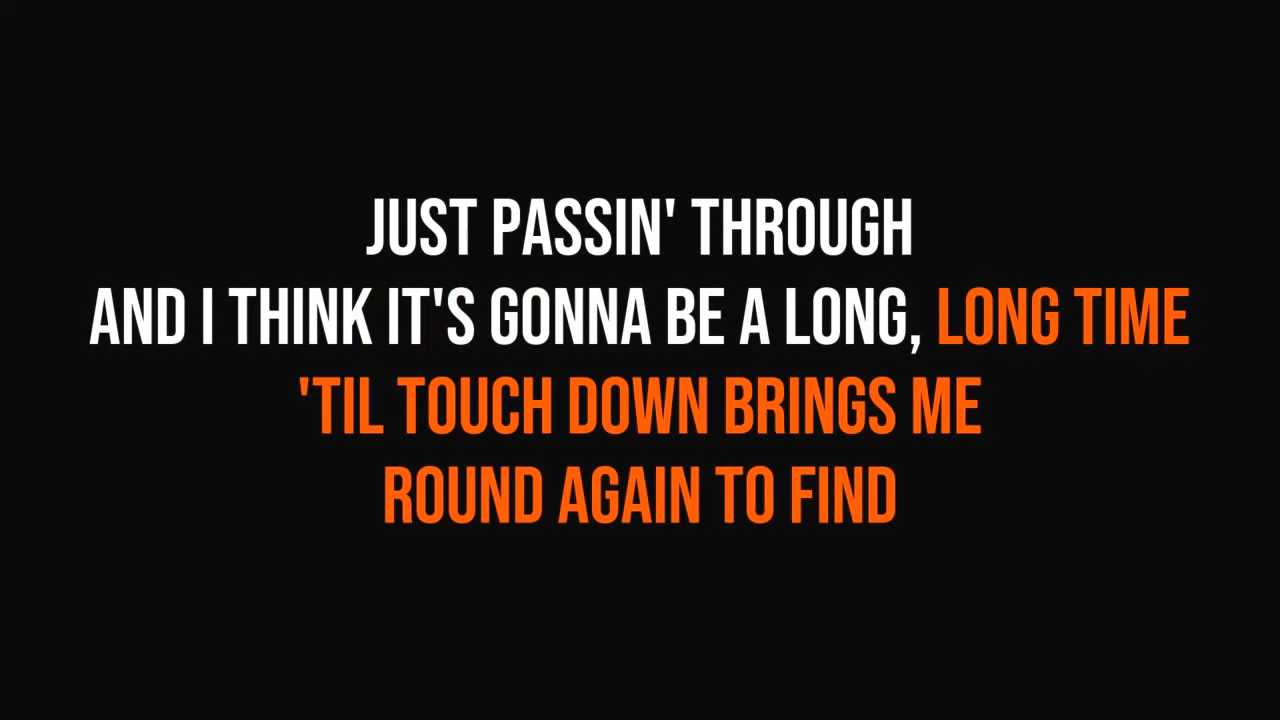 JUST PASSIN' THROUGH
AND I THINK IT'S GONNA BE A LONG, LONG TIME
'TIL TOUCH DOWN BRINGS ME
ROUND AGAIN TO FIND